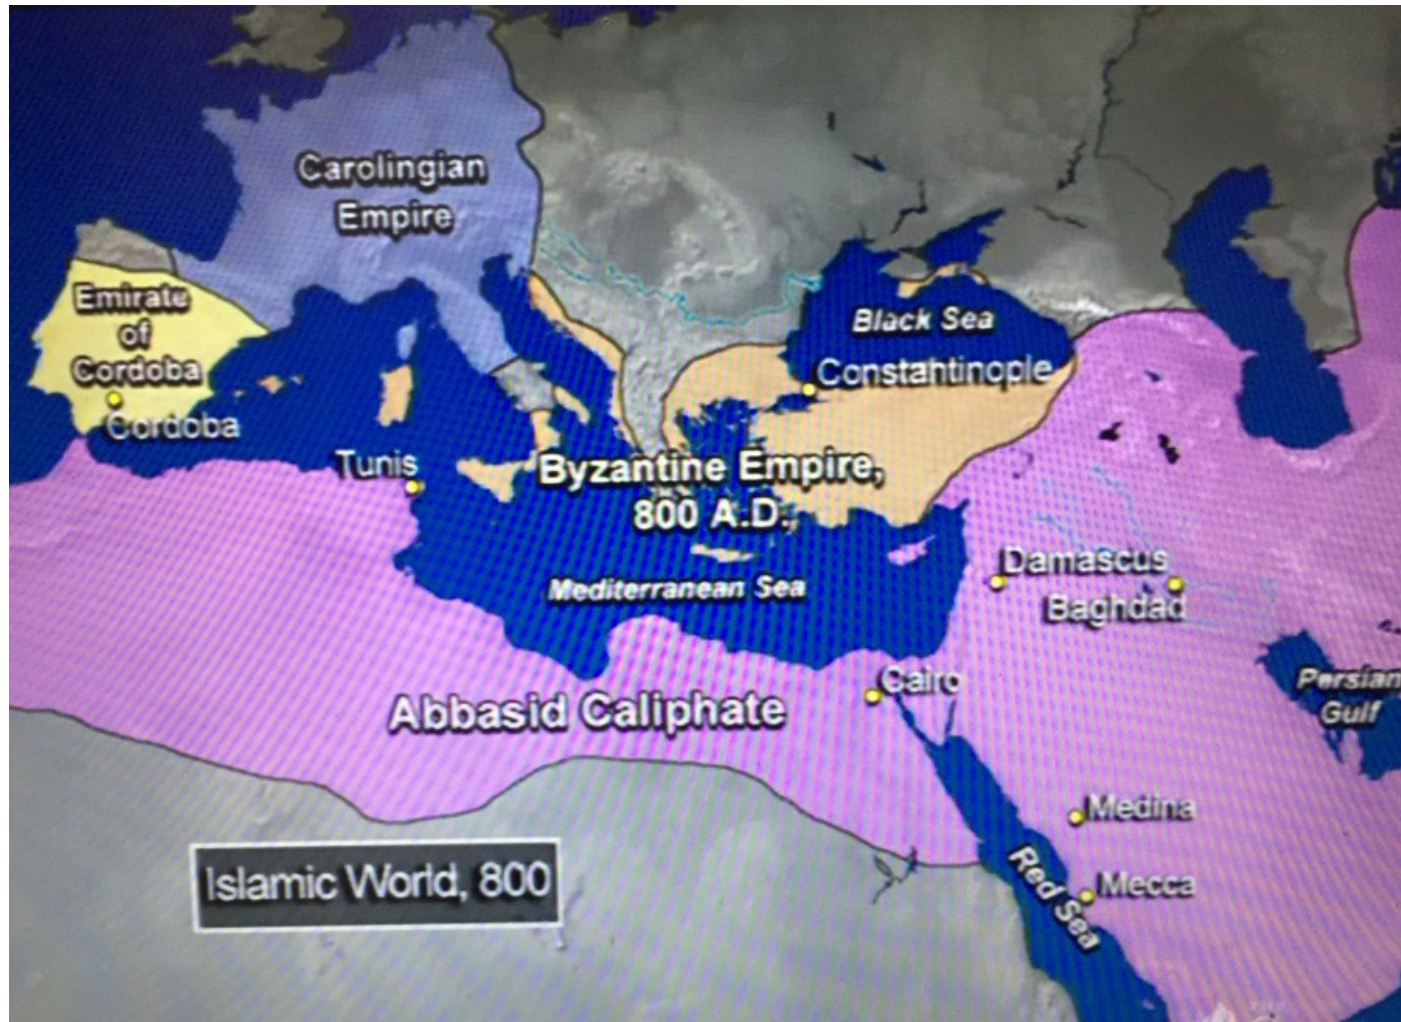 Carolingian
Empire
Emirate
of
Cordoba
Cordoba
Black Sea
Constantinople
Tunis
Byzantine Empire,
800 A.D.
Mediterranean Sea
Damascus
Baghdad
Cairo
Persian
Gulf
Abbasid Caliphate
Medina
Mecca
Red Sea
Islamic World, 800